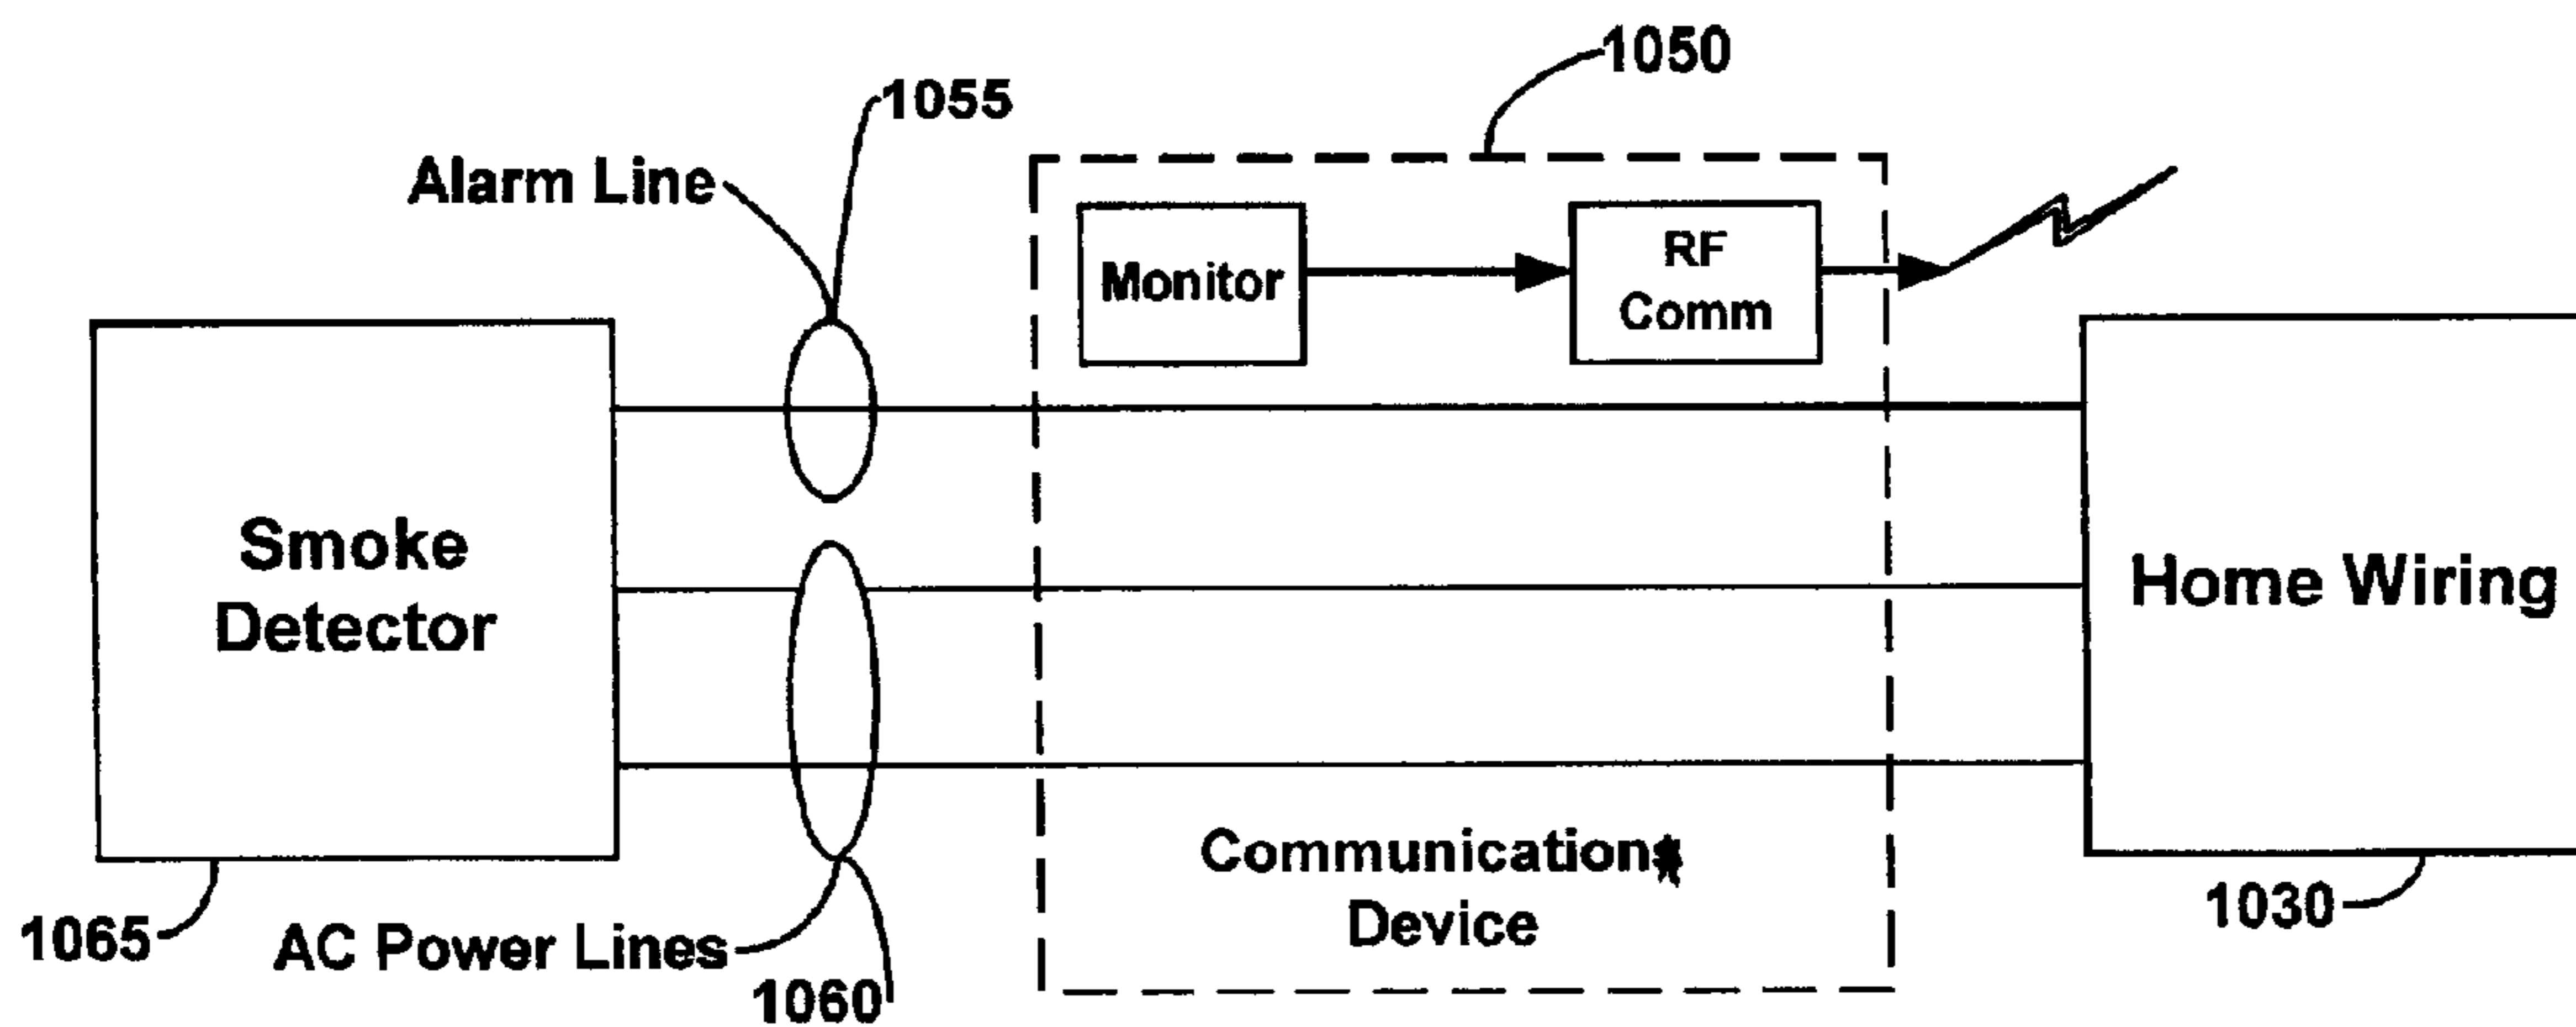 1050
1055
Alarm Line
Monitor
RF
Comm
Smoke
Detector
Home Wiring
Communications
Device
1065
AC Power Lines
1060
1030